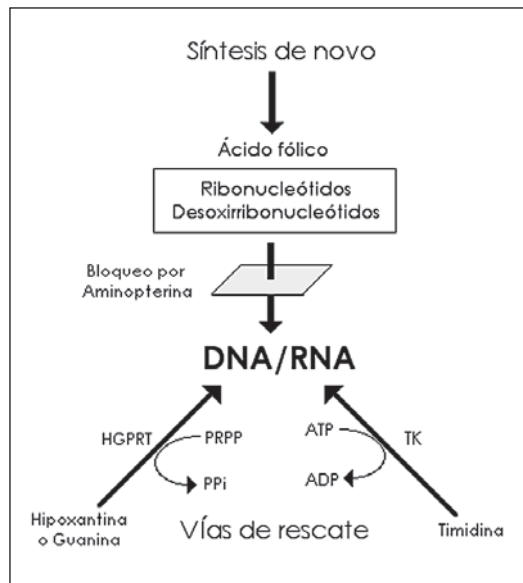 Síntesis de novo
Ácido fólico
Ribonucleótidos
Desoxirribonucleótidos
Bloqueo por
Aminopterina
DNA/RNA
HGPRT
PRPP
PPi
ATP
ADP
TK
Hipoxantina
o Guanina
Vías de rescate
Timidina